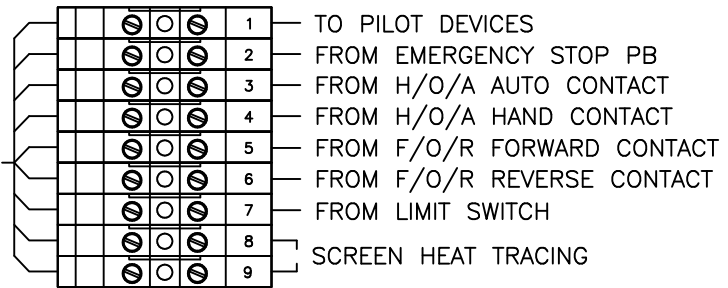 1 TO PILOT DEVICES
2 FROM EMERGENCY STOP PB
3 FROM H/O/A AUTO CONTACT
4 FROM H/O/A HAND CONTACT
5 FROM F/O/R FORWARD CONTACT
6 FROM F/O/R REVERSE CONTACT
7 FROM LIMIT SWITCH
8
SCREEN HEAT TRACING
9